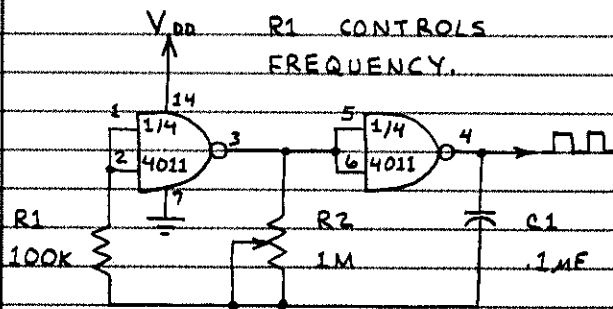 VDD R1 CONTROLS
FREQUENCY.
14
1 1/4 5 1/4
3 4
2 4011 6 4011
7
R1 R2 C1
100K 1M .1µF